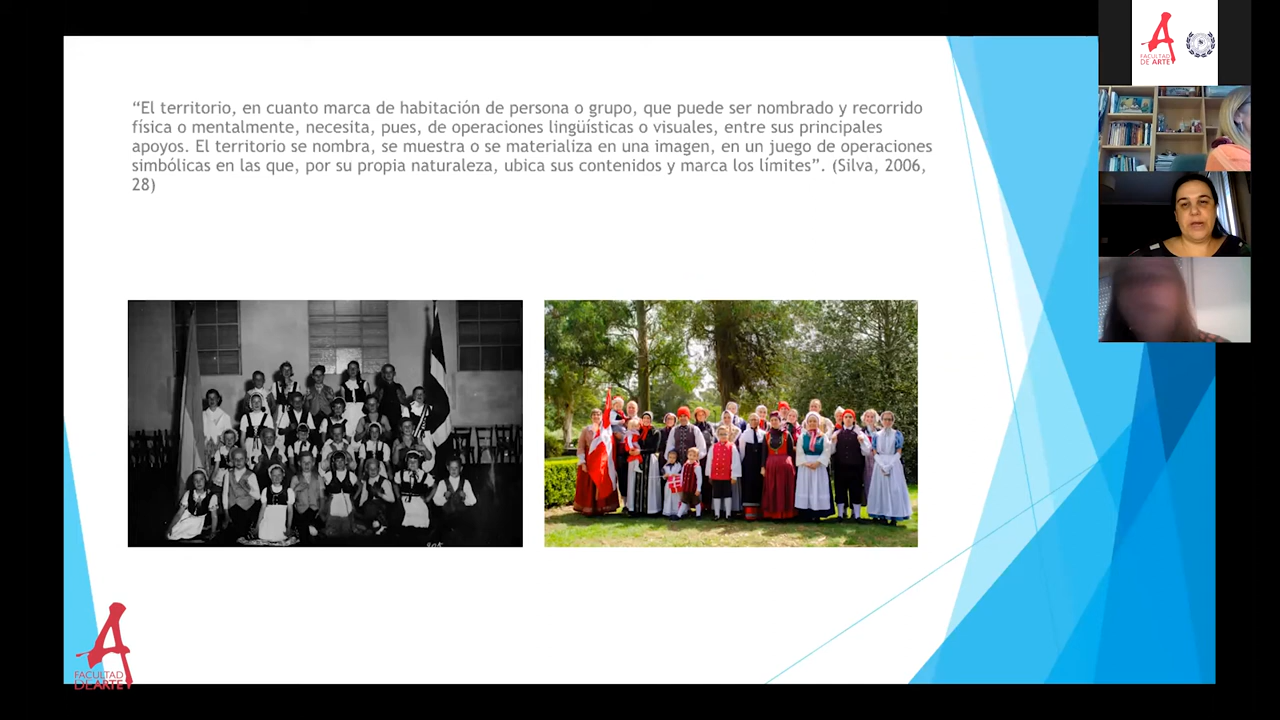 “El territorio, en cuanto marca de habitación de persona o grupo, que puede ser nombrado y recorrido
física o mentalmente, necesita, pues, de operaciones lingüísticas o visuales, entre sus principales
apoyos. El territorio se nombra, se muestra o se materializa en una imagen, en un juego de operaciones
simbólicas en las que, por su propia naturaleza, ubica sus contenidos y marca los límites”. (Silva, 2006,
28)
FACULTAD
DE ARTE
FACULTAD
DE ARTE